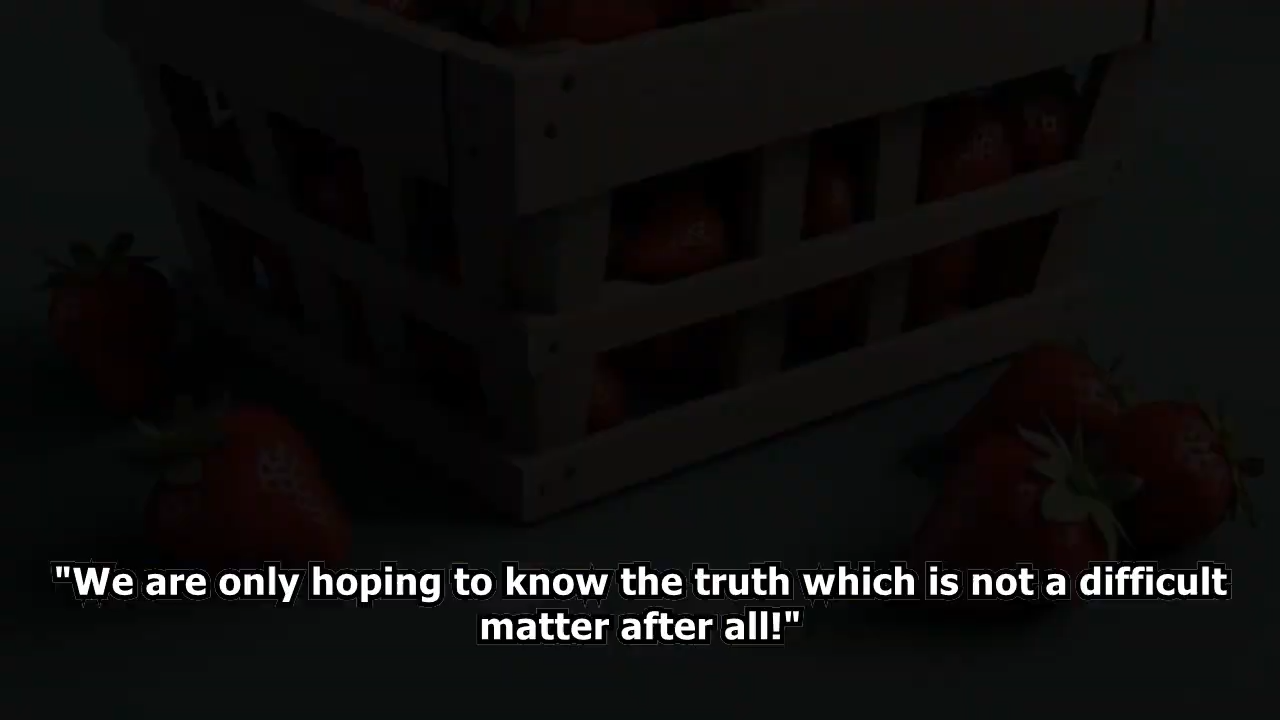 "We are only hoping to know the truth which is not a difficult
matter after all!"